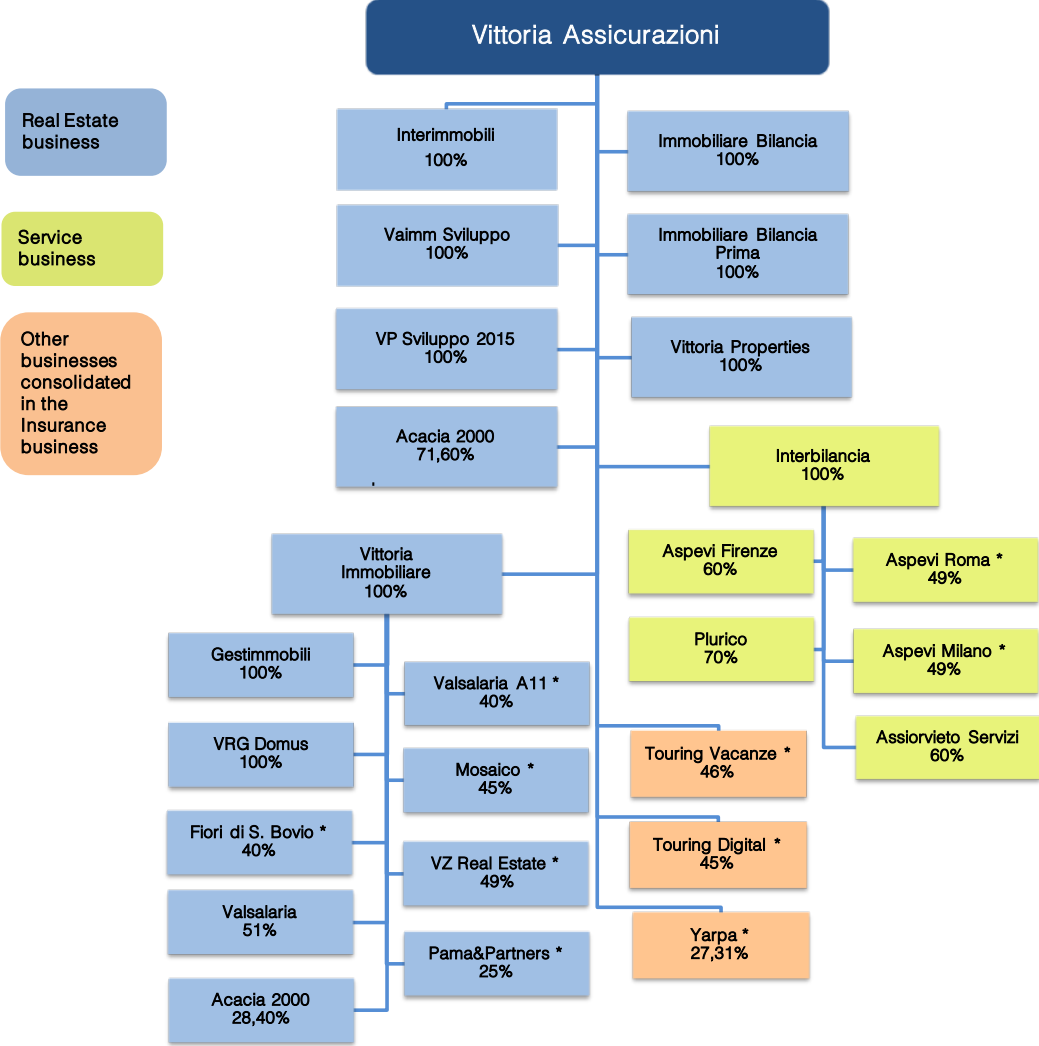 Vittoria Assicurazioni
Real Estate
business
Service
business
Other
businesses
consolidated
in the
Insurance
business
Interimmobili
100%
Immobiliare Bilancia
100%
Vaimm Sviluppo
100%
Immobiliare Bilancia
Prima
100%
VP Sviluppo 2015
100%
Vittoria Properties
100%
Acacia 2000
71,60%
Interbilancia
100%
Aspevi Firenze
60%
Aspevi Roma *
49%
Plurico
70%
Aspevi Milano *
49%
Assiorvieto Servizi
60%
Vittoria
Immobiliare
100%
Gestimmobili
100%
Valsalaria A11 *
40%
VRG Domus
100%
Mosaico *
45%
Fiori di S. Bovio *
40%
VZ Real Estate *
49%
Valsalaria
51%
Pama&Partners *
25%
Acacia 2000
28,40%
Touring Vacanze *
46%
Touring Digital *
45%
Yarpa *
27,31%